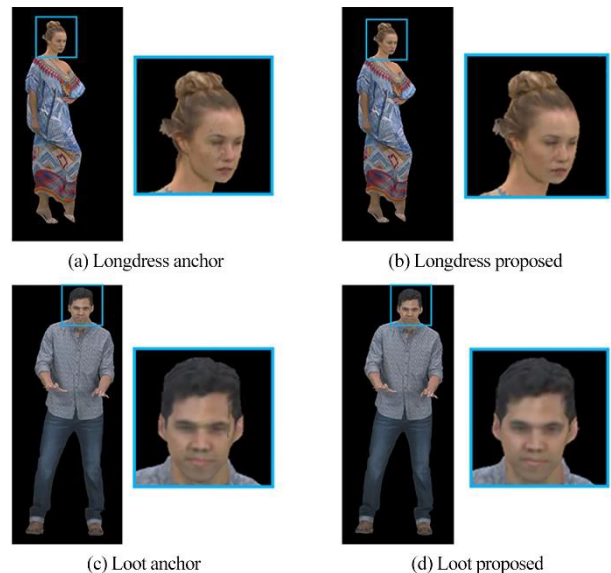 (a) Longdress anchor
(b) Longdress proposed
(c) Loot anchor
(d) Loot proposed